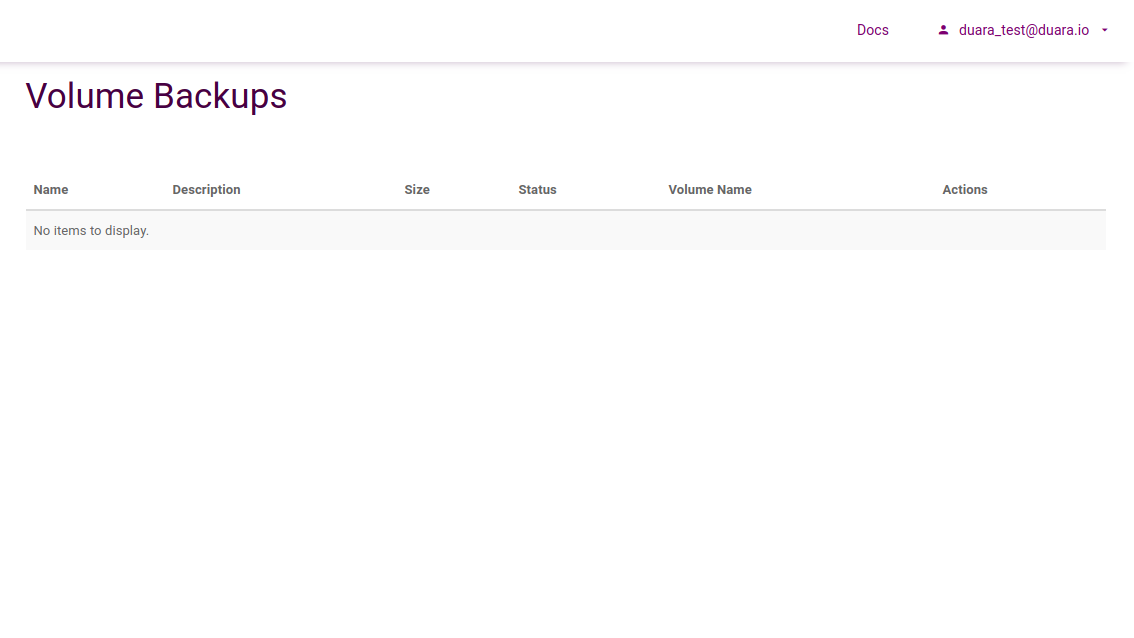 Docs duara_test@duara.io
Volume Backups
Name Description Size Status Volume Name Actions
No items to display.